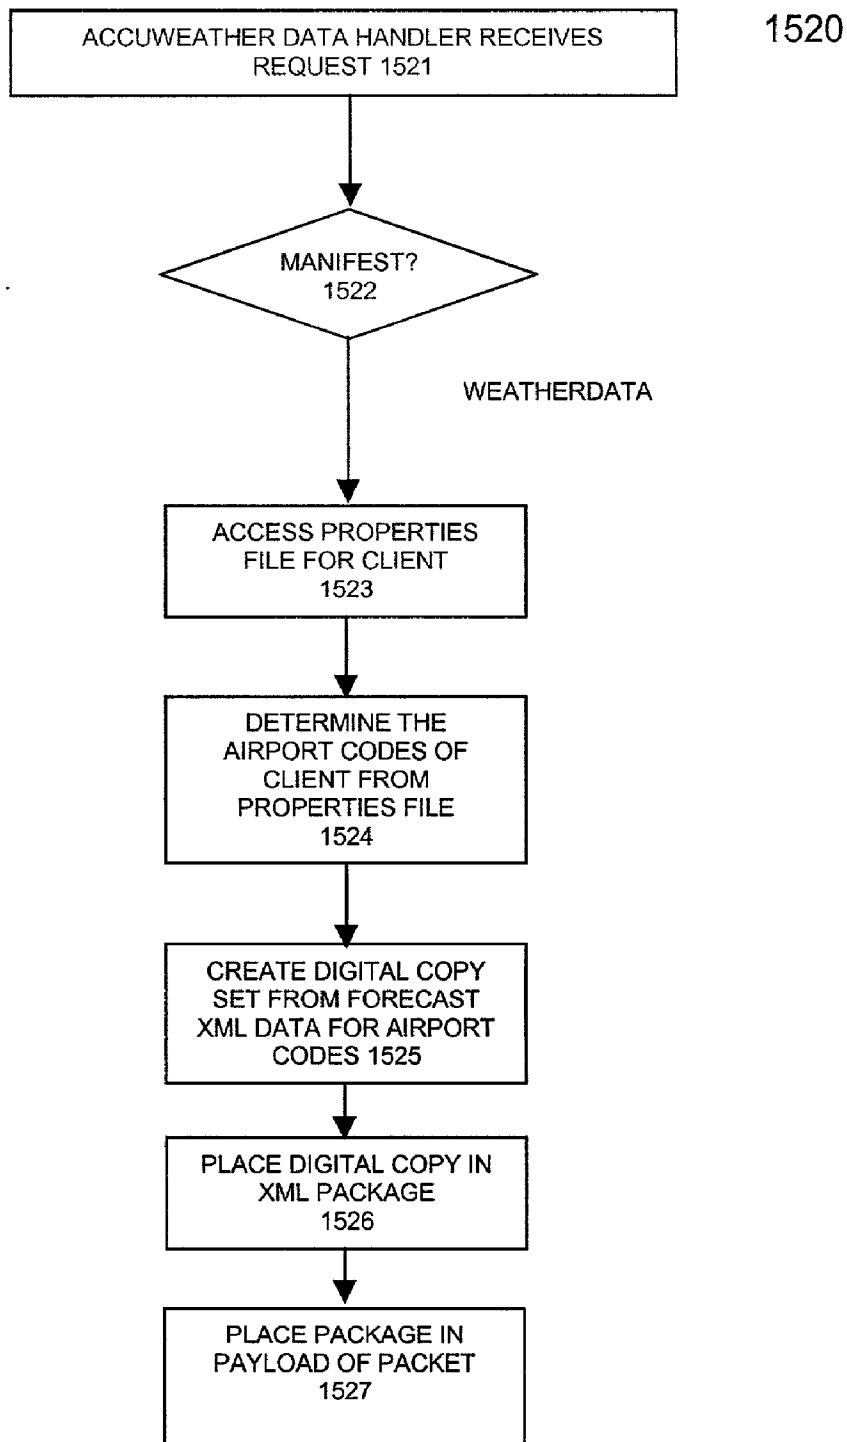 1520
ACCUWEATHER DATA HANDLER RECEIVES
REQUEST 1521
MANIFEST?
1522
WEATHERDATA
ACCESS PROPERTIES
FILE FOR CLIENT
1523
DETERMINE THE
AIRPORT CODES OF
CLIENT FROM
PROPERTIES FILE
1524
CREATE DIGITAL COPY
SET FROM FORECAST
XML DATA FOR AIRPORT
CODES 1525
PLACE DIGITAL COPY IN
XML PACKAGE
1526
PLACE PACKAGE IN
PAYLOAD OF PACKET
1527